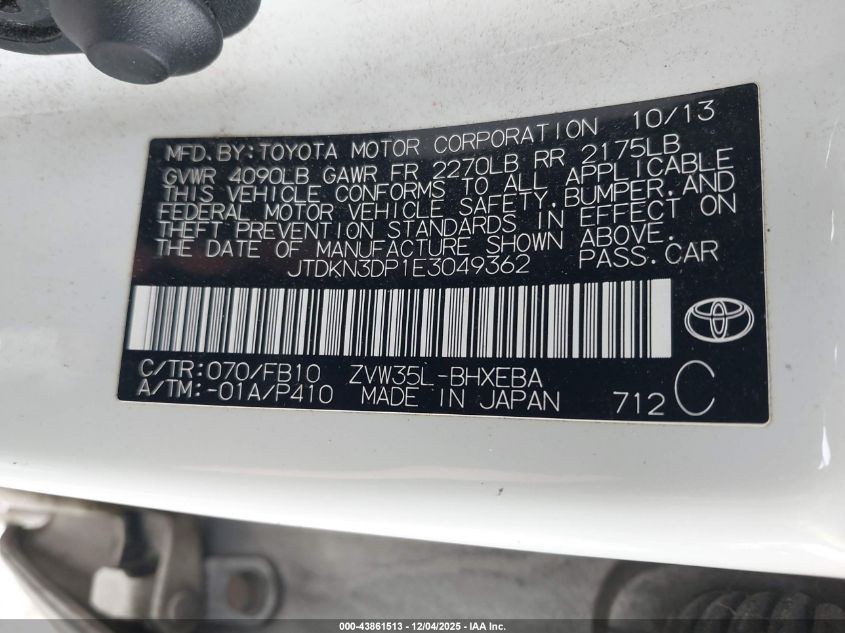 MFD.BY:TOYOTA MOTOR CORPORATION 10/13
GVWR 4090LB GAWR FR 2270LB RR 2175LB
THIS VEHICLE CONFORMS TO ALL APPLICABLE
FEDERAL MOTOR VEHICLE SAFETY,BUMPER,AND
THEFT PREVENTION STANDARDS IN EFFECT ON
THE DATE OF MANUFACTURE SHOWN ABOVE.
JTDKN3DP1E3049362 PASS.CAR
C/TR:070/FB10 ZVW35L-BHXEBA
A/TM:-01A/P410 MADE IN JAPAN 712 C
000-43861513 - 12/04/2025 - IAA Inc.